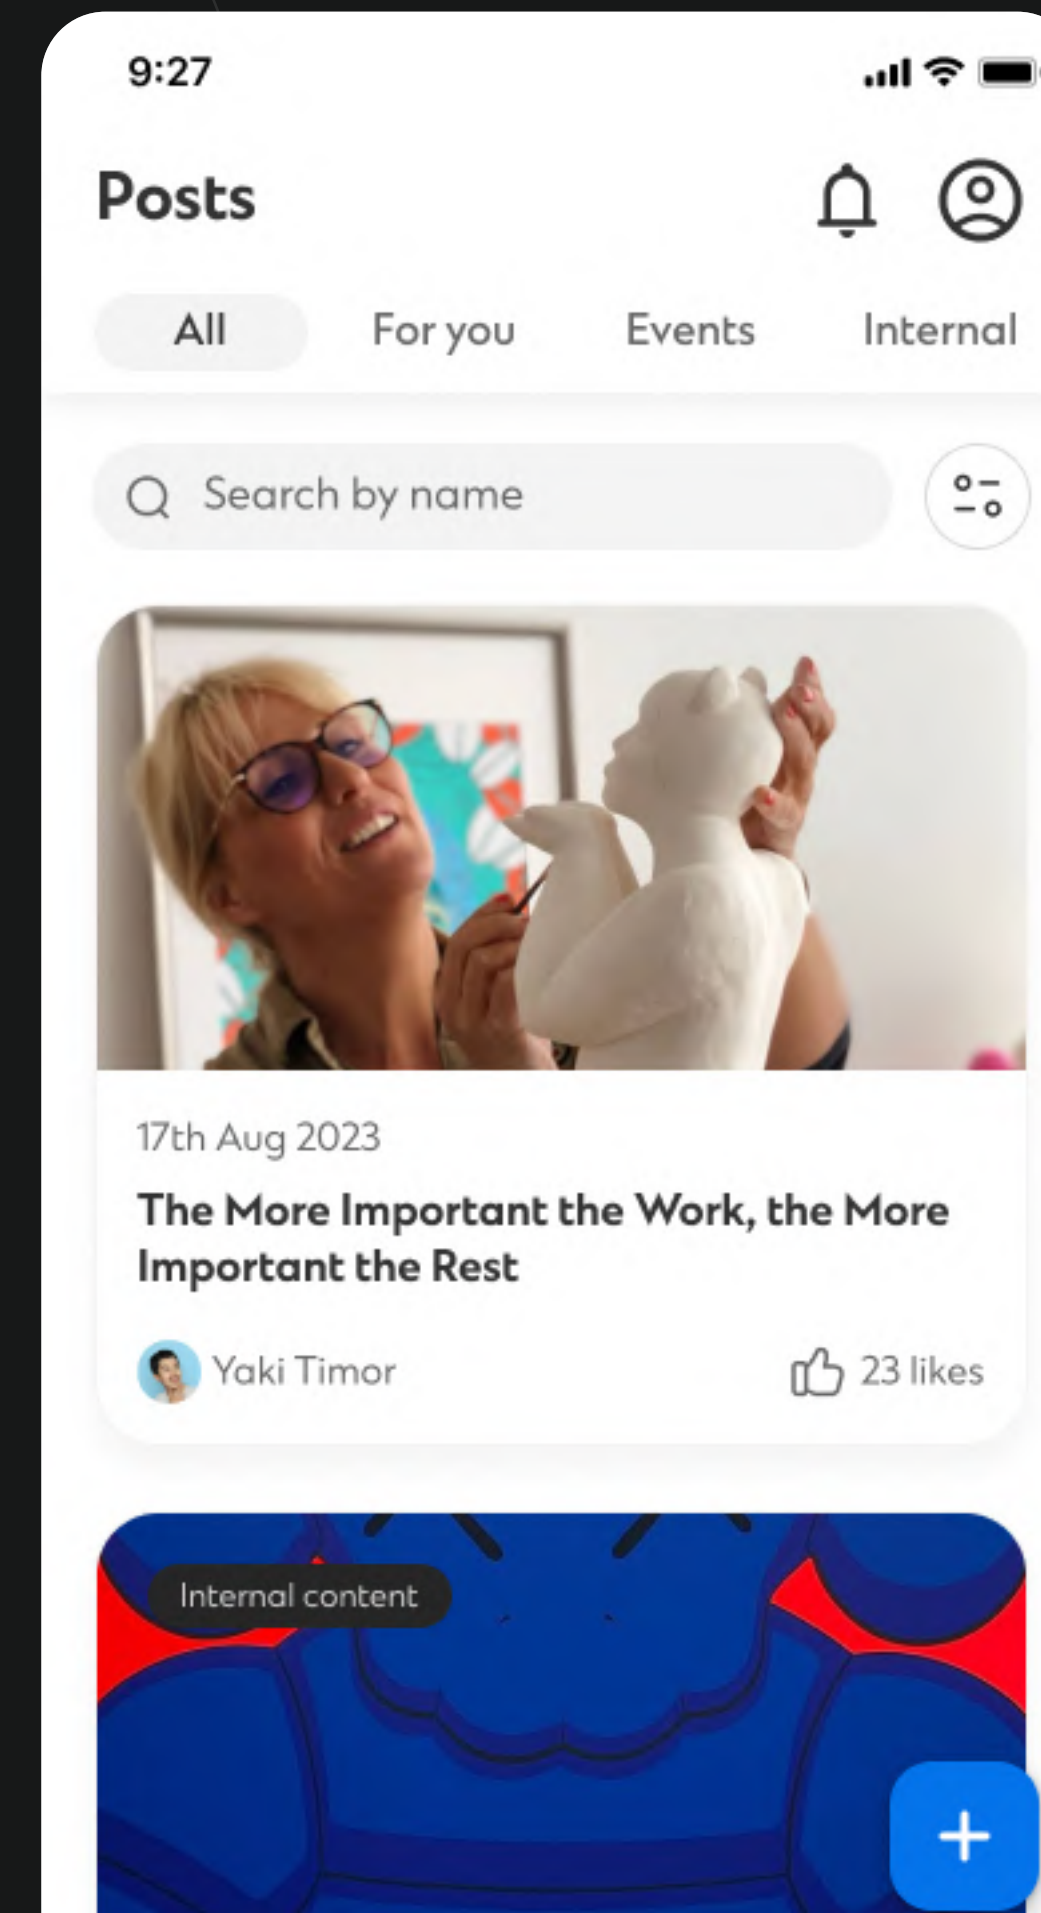 9:27
Posts
All
For you
Events
Internal
Search by name
17th Aug 2023
The More Important the Work, the More
Important the Rest
Yaki Timor
23 likes
Internal content